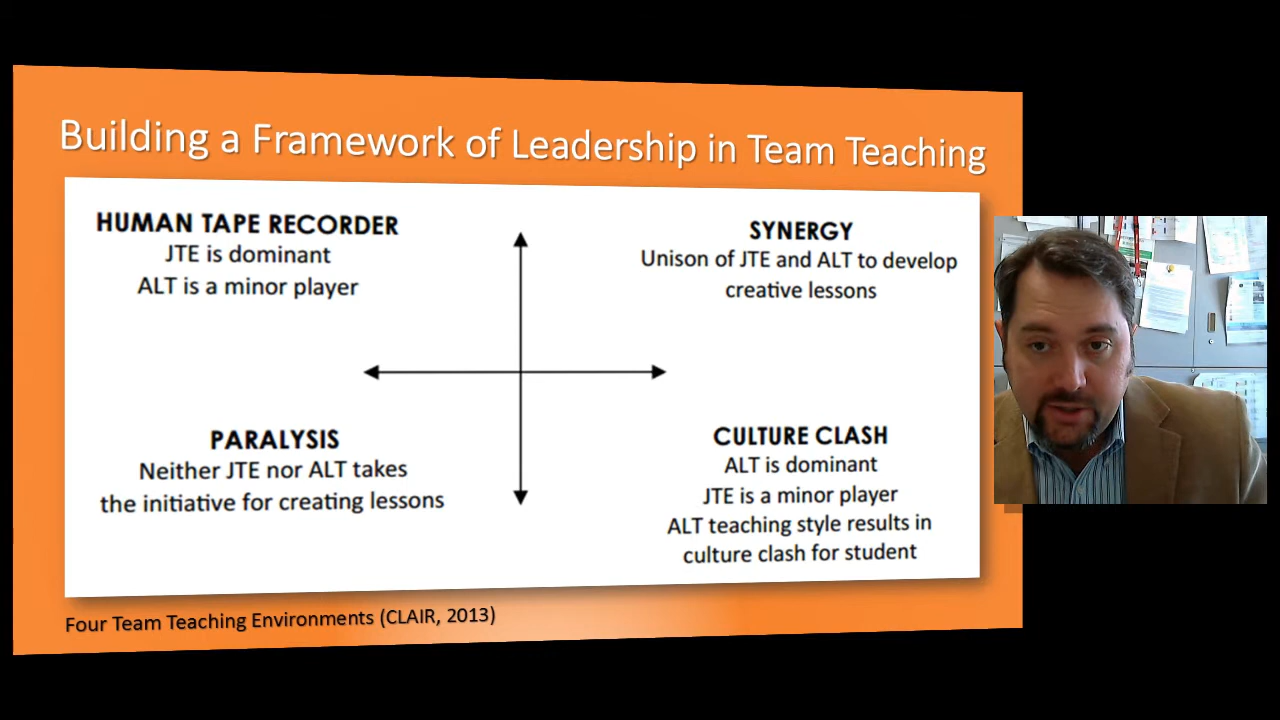 Building a Framework of Leadership in Team Teaching
HUMAN TAPE RECORDER
JTE is dominant
ALT is a minor player
SYNERGY
Unison of JTE and ALT to develop
creative lessons
PARALYSIS
Neither JTE nor ALT takes
the initiative for creating lessons
CULTURE CLASH
ALT is dominant
JTE is a minor player
ALT teaching style results in
culture clash for student
Four Team Teaching Environments (CLAIR, 2013)